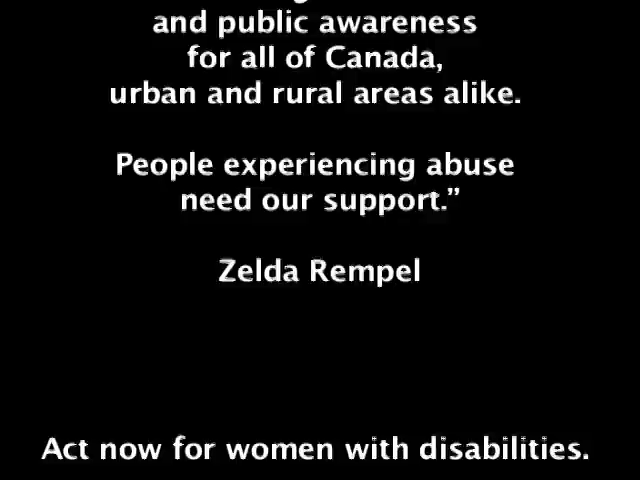 and public awareness
for all of Canada,
urban and rural areas alike.
People experiencing abuse
need our support.”
Zelda Rempel
Act now for women with disabilities.